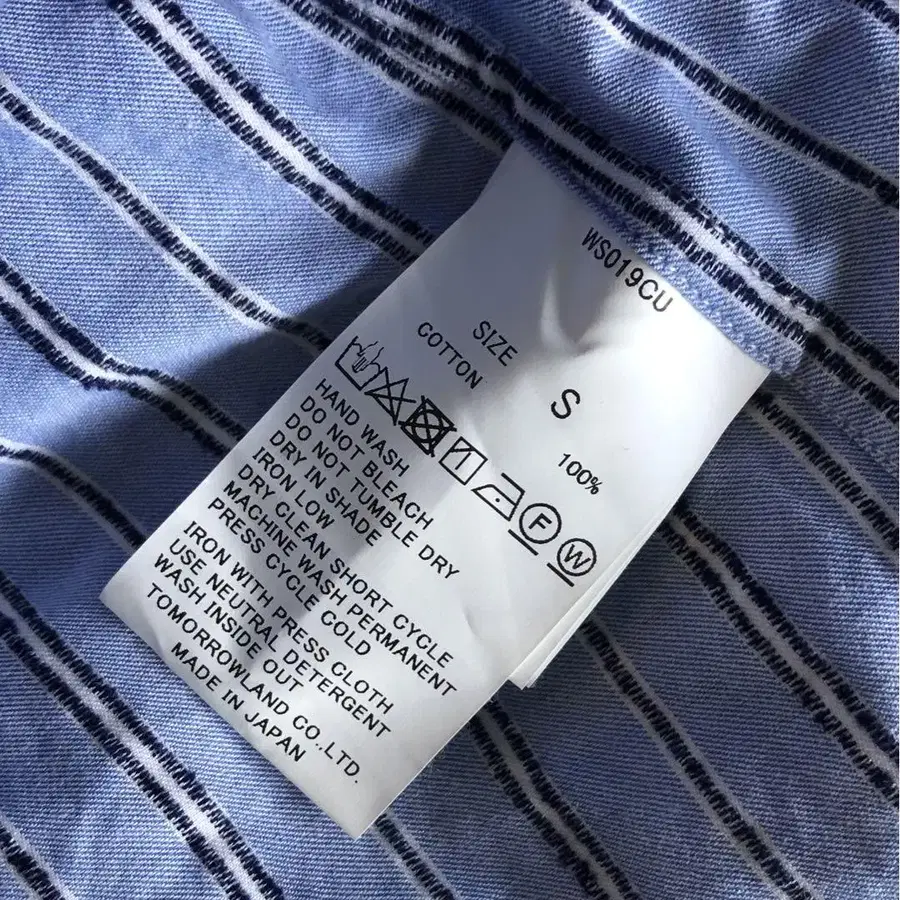 WS019CU
SIZE S
COTTON 100%
F W
HAND WASH
DO NOT BLEACH
DO NOT TUMBLE DRY
DRY IN SHADE
IRON LOW
DRY CLEAN SHORT CYCLE
MACHINE WASH PERMANENT
PRESS CYCLE COLD
IRON WITH PRESS CLOTH
USE NEUTRAL DETERGENT
WASH INSIDE OUT
TOMORROWLAND CO.,LTD.
MADE IN JAPAN